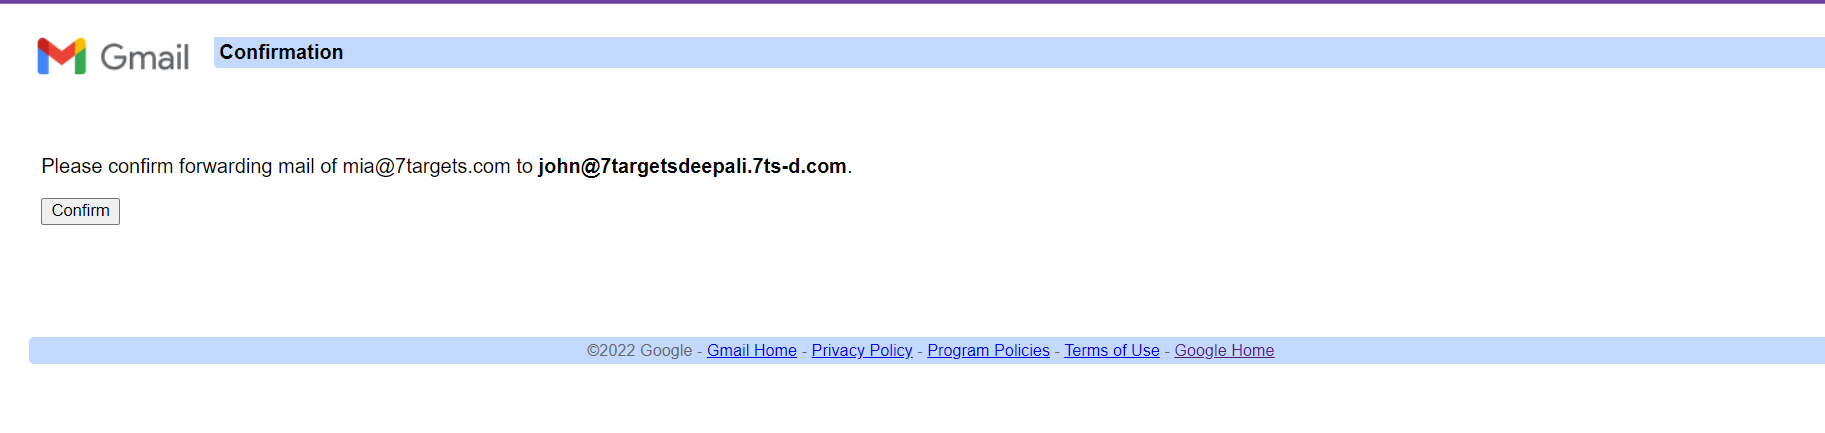 Gmail Confirmation
Please confirm forwarding mail of mia@7targets.com to john@7targetsdeepali.7ts-d.com.
Confirm
©2022 Google - Gmail Home - Privacy Policy - Program Policies - Terms of Use - Google Home